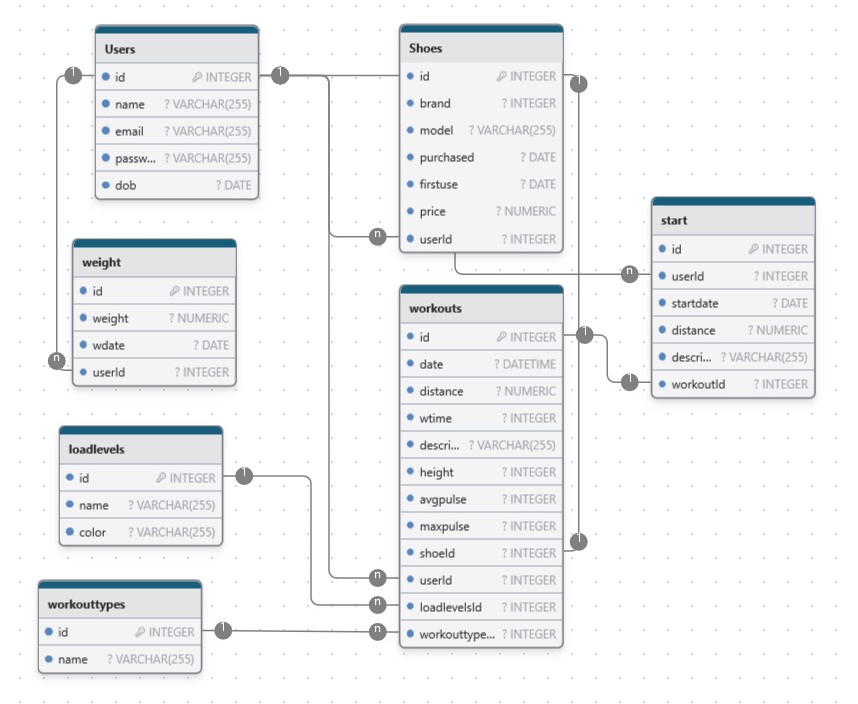 Users
id ? INTEGER
name ? VARCHAR(255)
email ? VARCHAR(255)
passw... ? VARCHAR(255)
dob ? DATE
weight
id INTEGER
weight ? NUMERIC
wdate ? DATE
userId ? INTEGER
loadlevels
id INTEGER
name ? VARCHAR(255)
color ? VARCHAR(255)
workouttypes
id INTEGER
name ? VARCHAR(255)
Shoes
id INTEGER
brand ? INTEGER
model ? VARCHAR(255)
purchased ? DATE
firstuse ? DATE
price ? NUMERIC
userId ? INTEGER
workouts
id INTEGER
date ? DATETIME
distance ? NUMERIC
wtime ? INTEGER
descri... ? VARCHAR(255)
height ? INTEGER
avgpulse ? INTEGER
maxpulse ? INTEGER
shoeId ? INTEGER
userId ? INTEGER
loadlevelsId ? INTEGER
workouttype... ? INTEGER
start
id INTEGER
userId ? INTEGER
startdate ? DATE
distance ? NUMERIC
descri... ? VARCHAR(255)
workoutId ? INTEGER
1
1
n
n
1
1
n
1
n
1
n
n
1
n
1
1